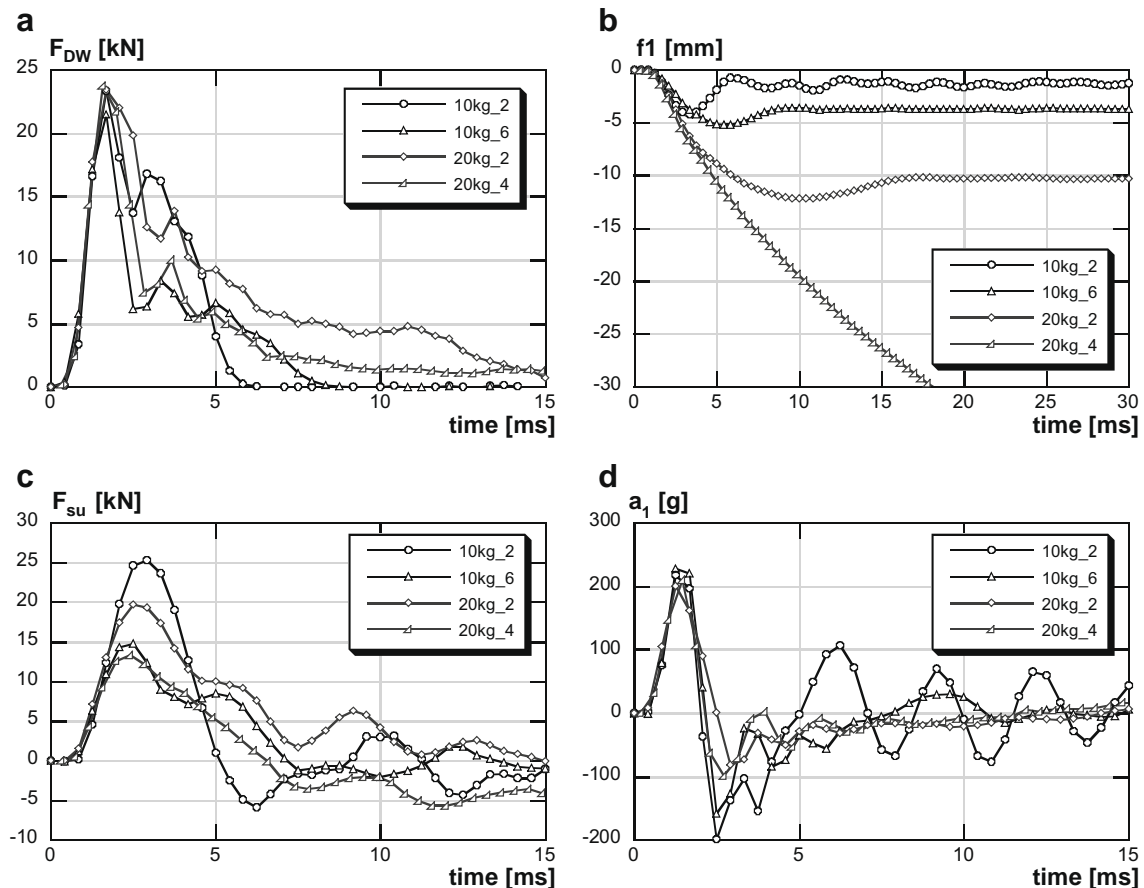 a
F_DW [kN]
25
20
15
10
5
0
0 5 10 15
time [ms]
10kg_2
10kg_6
20kg_2
20kg_4
b
f1 [mm]
0
-5
-10
-15
-20
-25
-30
0 5 10 15 20 25 30
time [ms]
10kg_2
10kg_6
20kg_2
20kg_4
c
F_su [kN]
30
25
20
15
10
5
0
-5
-10
0 5 10 15
time [ms]
10kg_2
10kg_6
20kg_2
20kg_4
d
a_1 [g]
300
200
100
0
-100
-200
0 5 10 15
time [ms]
10kg_2
10kg_6
20kg_2
20kg_4